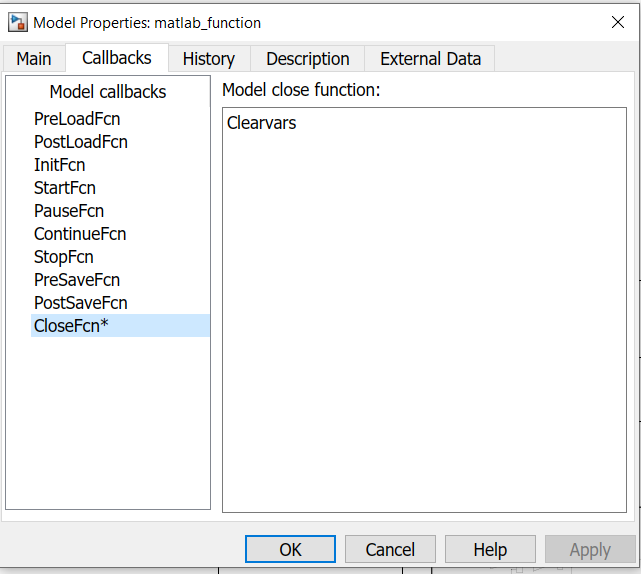 Model Properties: matlab_function
Main
Callbacks
History
Description
External Data
Model callbacks
PreLoadFcn
PostLoadFcn
InitFcn
StartFcn
PauseFcn
ContinueFcn
StopFcn
PreSaveFcn
PostSaveFcn
CloseFcn*
Model close function:
Clearvars
OK
Cancel
Help
Apply